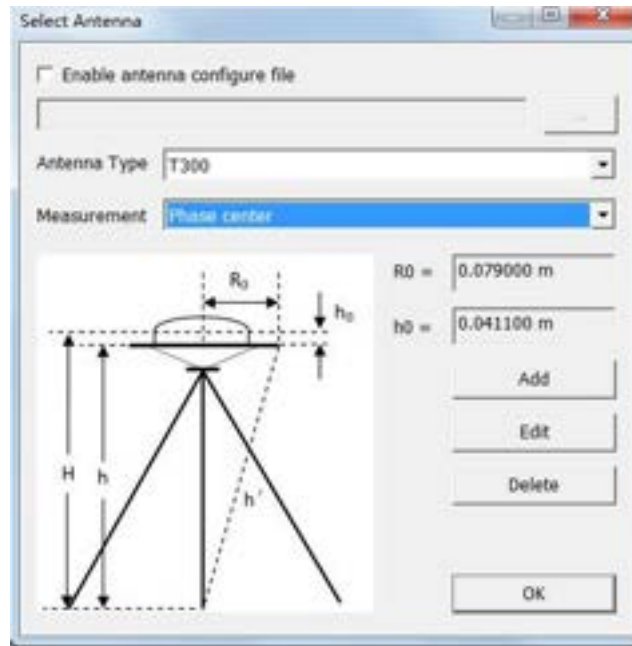 Select Antenna
Enable antenna configure file
...
Antenna Type T300
Measurement Phase center
R0 = 0.079000 m
h0 = 0.041100 m
R₀
h₀
H
h
h'
Add
Edit
Delete
OK